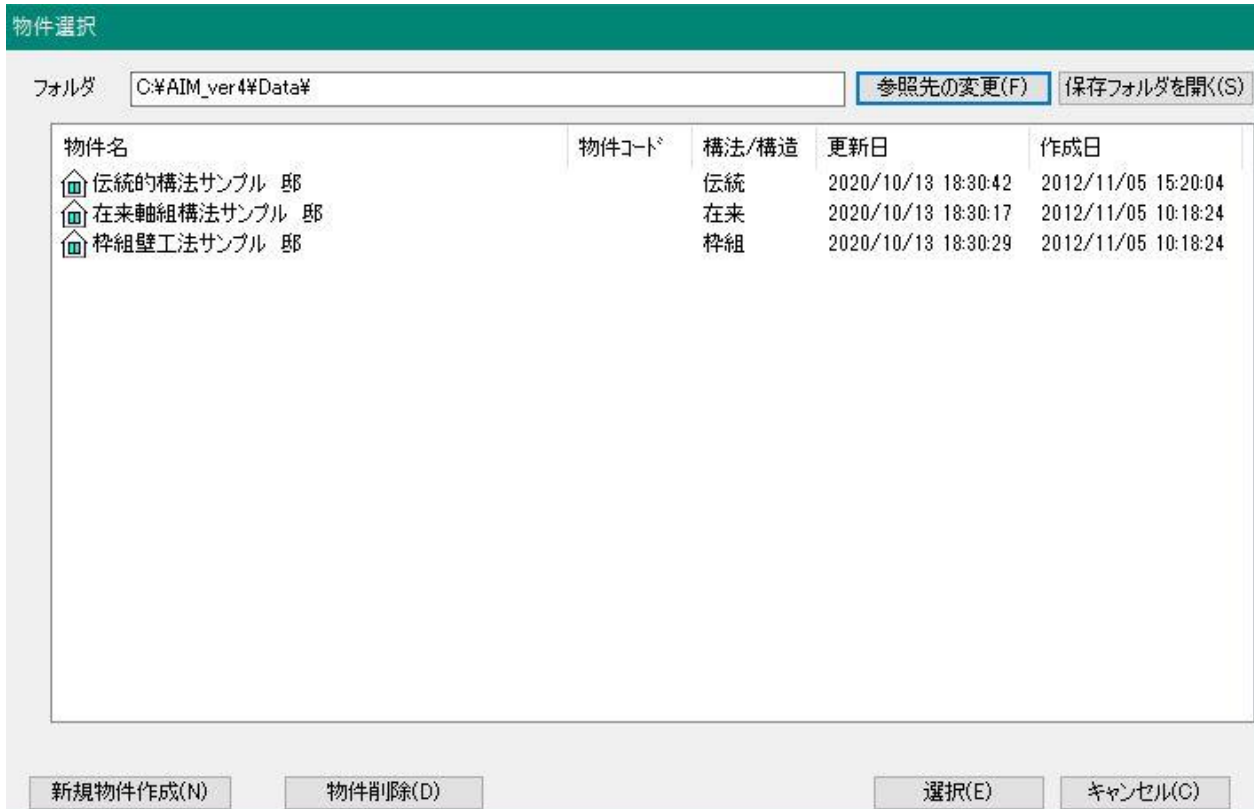 物件選択
フォルダ C:¥AIM_ver4¥Data¥ 参照先の変更(F) 保存フォルダを開く(S)
物件名 物件コード 構法/構造 更新日 作成日
伝統的構法サンプル 邸 伝統 2020/10/13 18:30:42 2012/11/05 15:20:04
在来軸組構法サンプル 邸 在来 2020/10/13 18:30:17 2012/11/05 10:18:24
枠組壁工法サンプル 邸 枠組 2020/10/13 18:30:29 2012/11/05 10:18:24
新規物件作成(N) 物件削除(D) 選択(E) キャンセル(C)